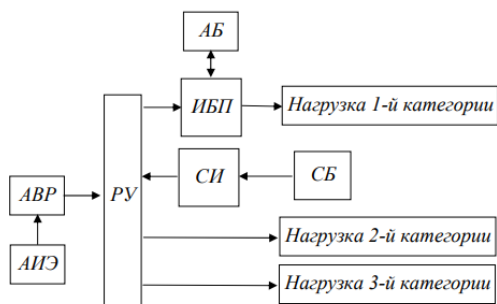 АБ
ИБП
Нагрузка 1-й категории
СИ
СБ
АВР
РУ
Нагрузка 2-й категории
АИЭ
Нагрузка 3-й категории